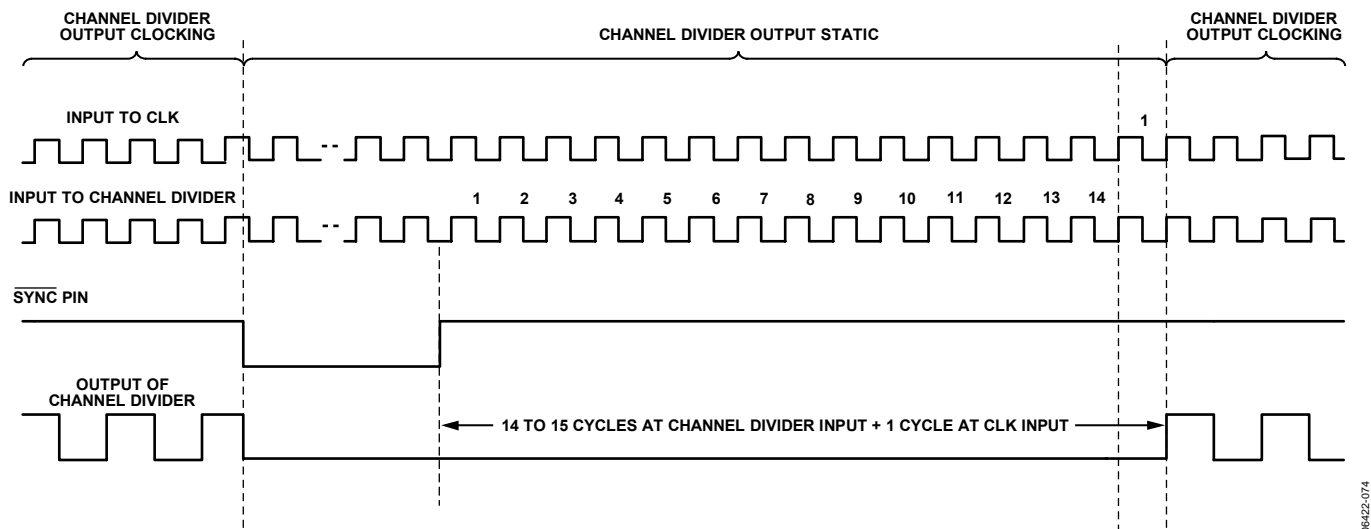 CHANNEL DIVIDER
OUTPUT CLOCKING
CHANNEL DIVIDER OUTPUT STATIC
CHANNEL DIVIDER
OUTPUT CLOCKING
INPUT TO CLK
1
INPUT TO CHANNEL DIVIDER
1 2 3 4 5 6 7 8 9 10 11 12 13 14
SYNC PIN
OUTPUT OF
CHANNEL DIVIDER
14 TO 15 CYCLES AT CHANNEL DIVIDER INPUT + 1 CYCLE AT CLK INPUT
06422-074